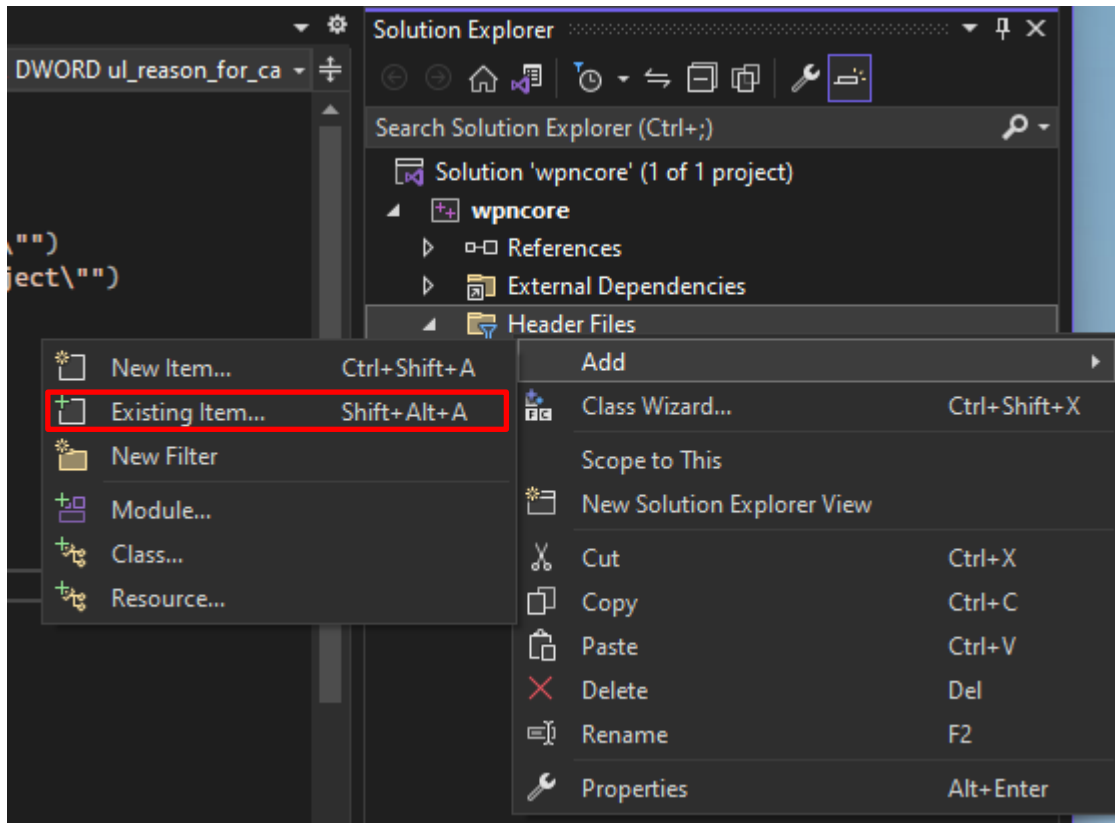 DWORD ul_reason_for_ca
\"")
ject\"")
Solution Explorer
Search Solution Explorer (Ctrl+;)
Solution 'wpncore' (1 of 1 project)
wpncore
References
External Dependencies
Header Files
New Item... Ctrl+Shift+A
Existing Item... Shift+Alt+A
New Filter
Module...
Class...
Resource...
Add
Class Wizard... Ctrl+Shift+X
Scope to This
New Solution Explorer View
Cut Ctrl+X
Copy Ctrl+C
Paste Ctrl+V
Delete Del
Rename F2
Properties Alt+Enter